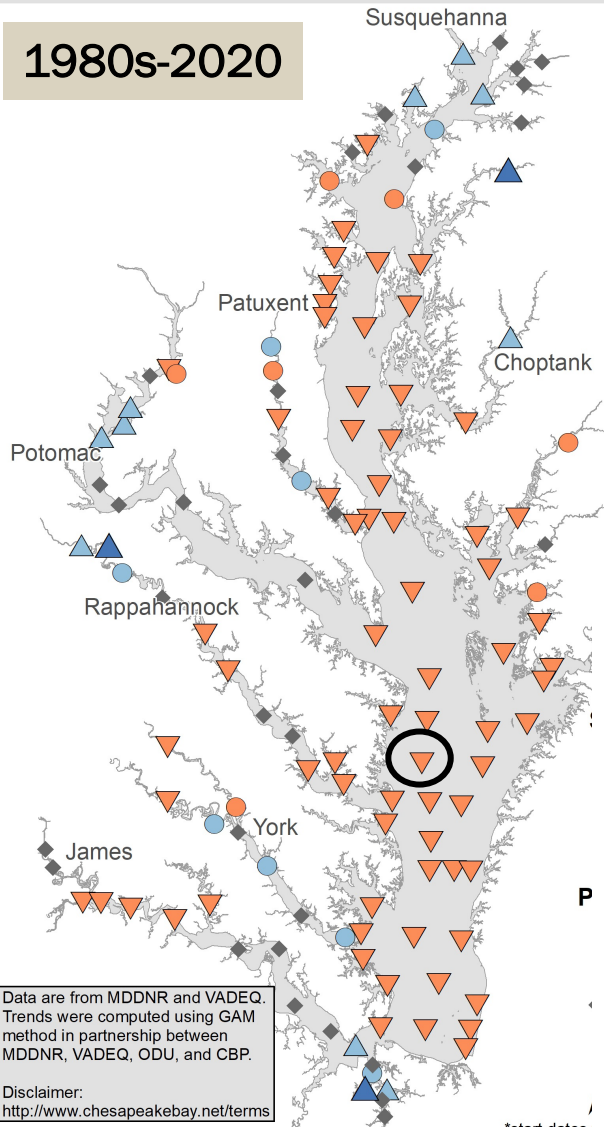 Susquehanna
1980s-2020
Patuxent
Choptank
Potomac
Rappahannock
York
James
P
Data are from MDDNR and VADEQ.
Trends were computed using GAM
method in partnership between
MDDNR, VADEQ, ODU, and CBP.
Disclaimer:
http://www.chesapeakebay.net/terms